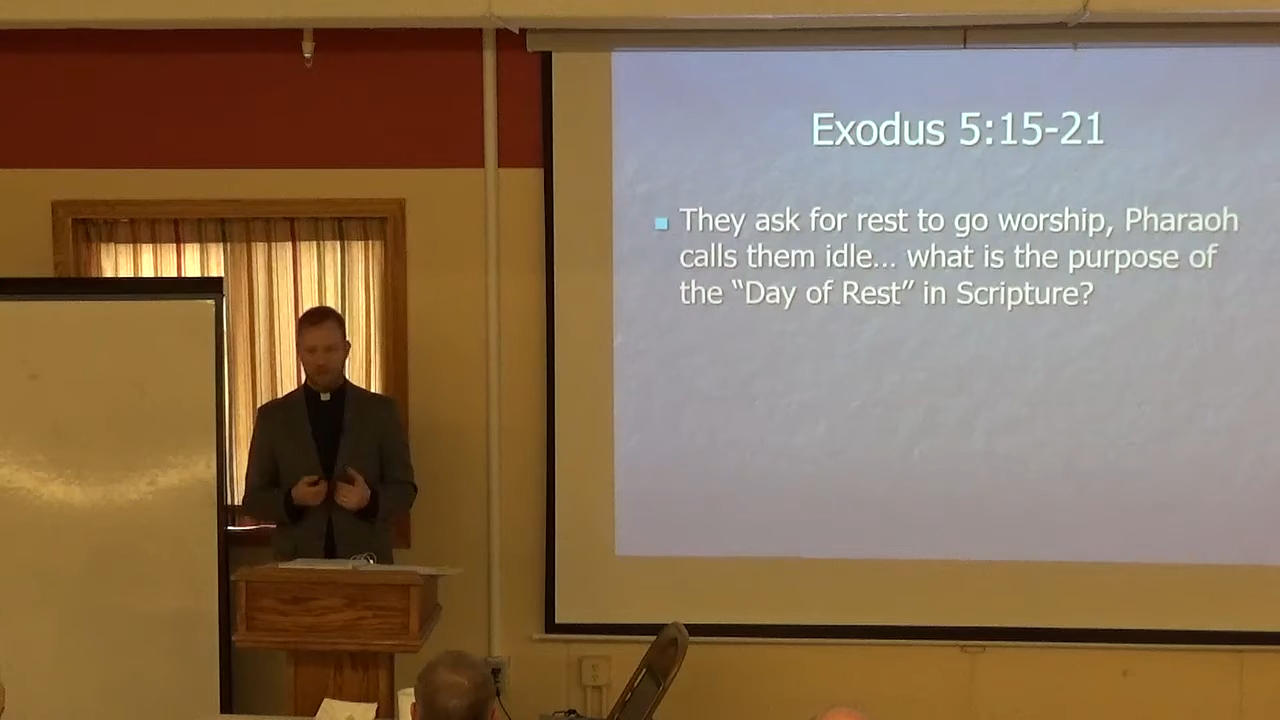 Exodus 5:15-21
They ask for rest to go worship, Pharaoh
calls them idle... what is the purpose of
the “Day of Rest” in Scripture?